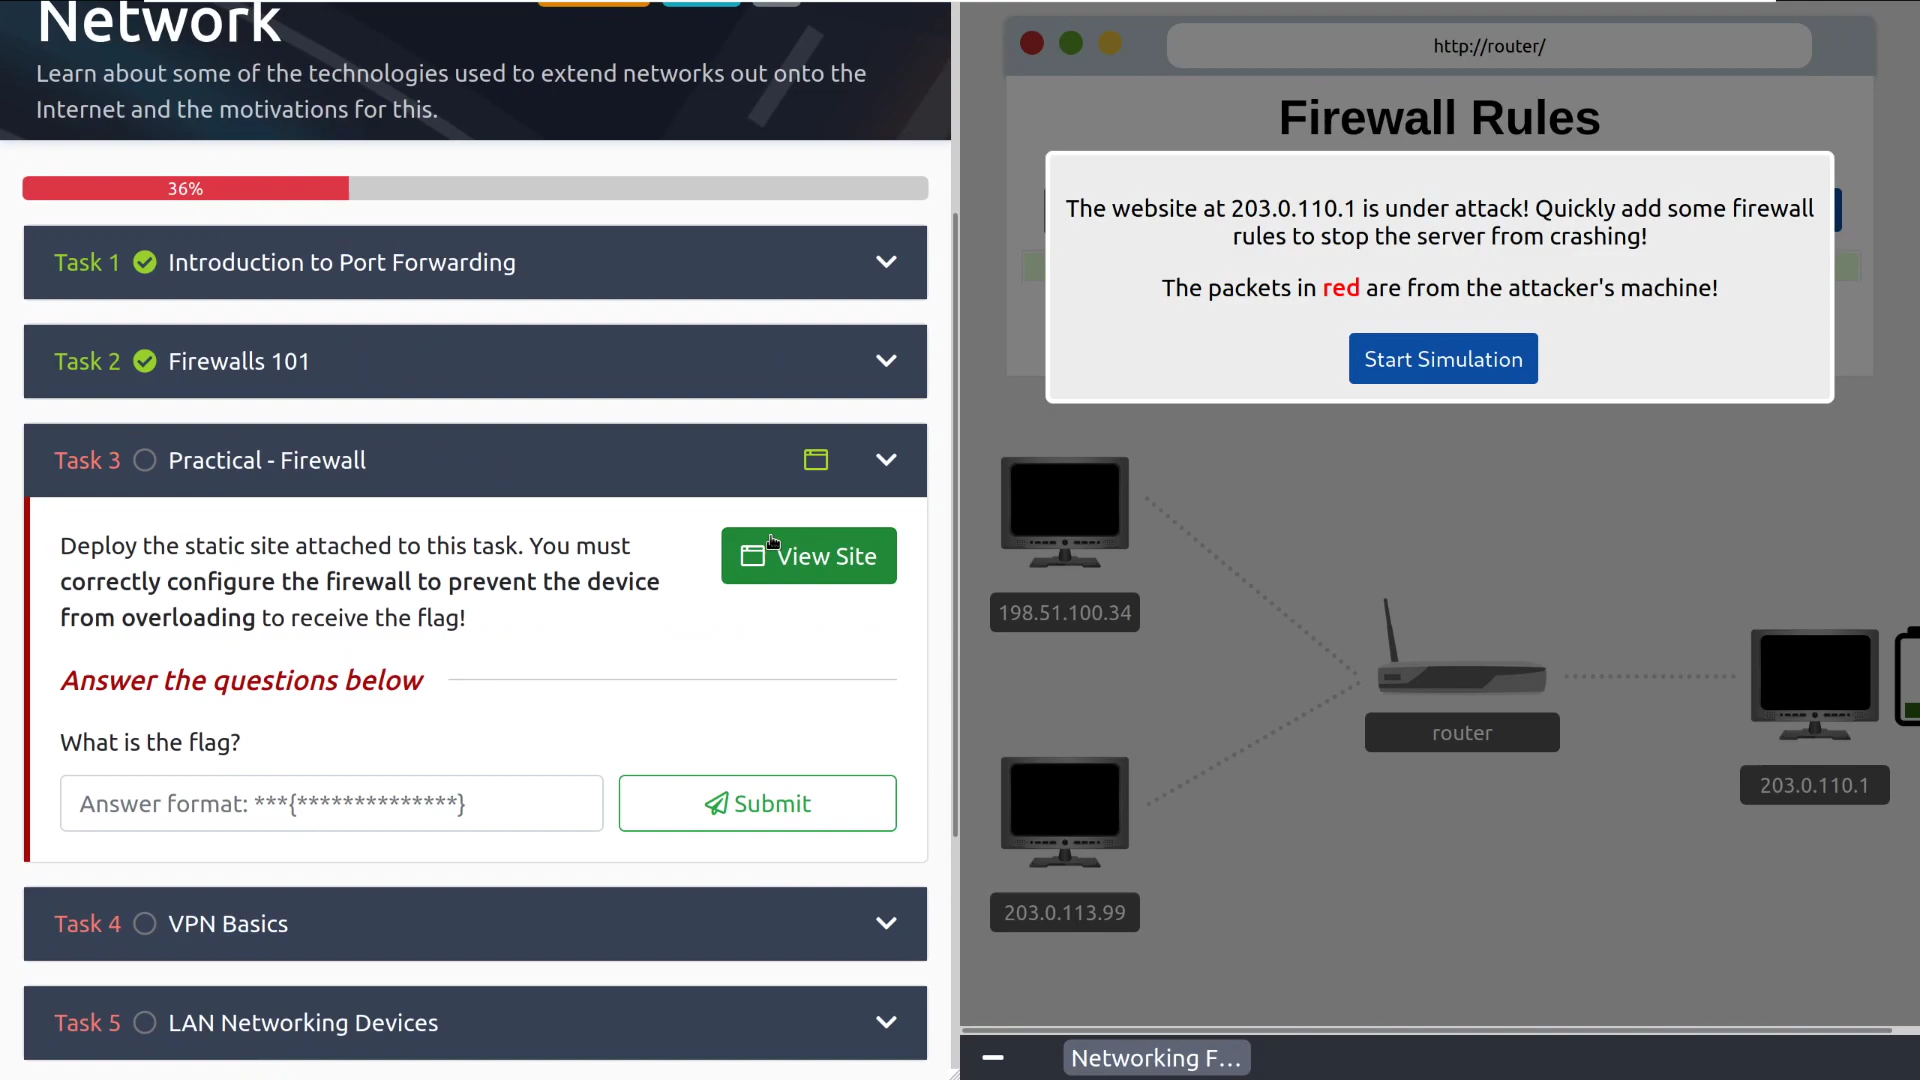 Network
Learn about some of the technologies used to extend networks out onto the
Internet and the motivations for this.
36%
Task 1 Introduction to Port Forwarding
Task 2 Firewalls 101
Task 3 Practical - Firewall
Deploy the static site attached to this task. You must
correctly configure the firewall to prevent the device
from overloading to receive the flag!
View Site
Answer the questions below
What is the flag?
Answer format: ***{**************}
Submit
Task 4 VPN Basics
Task 5 LAN Networking Devices
http://router/
Firewall Rules
The website at 203.0.110.1 is under attack! Quickly add some firewall
rules to stop the server from crashing!
The packets in red are from the attacker's machine!
Start Simulation
198.51.100.34
router
203.0.110.1
203.0.113.99
Networking F...